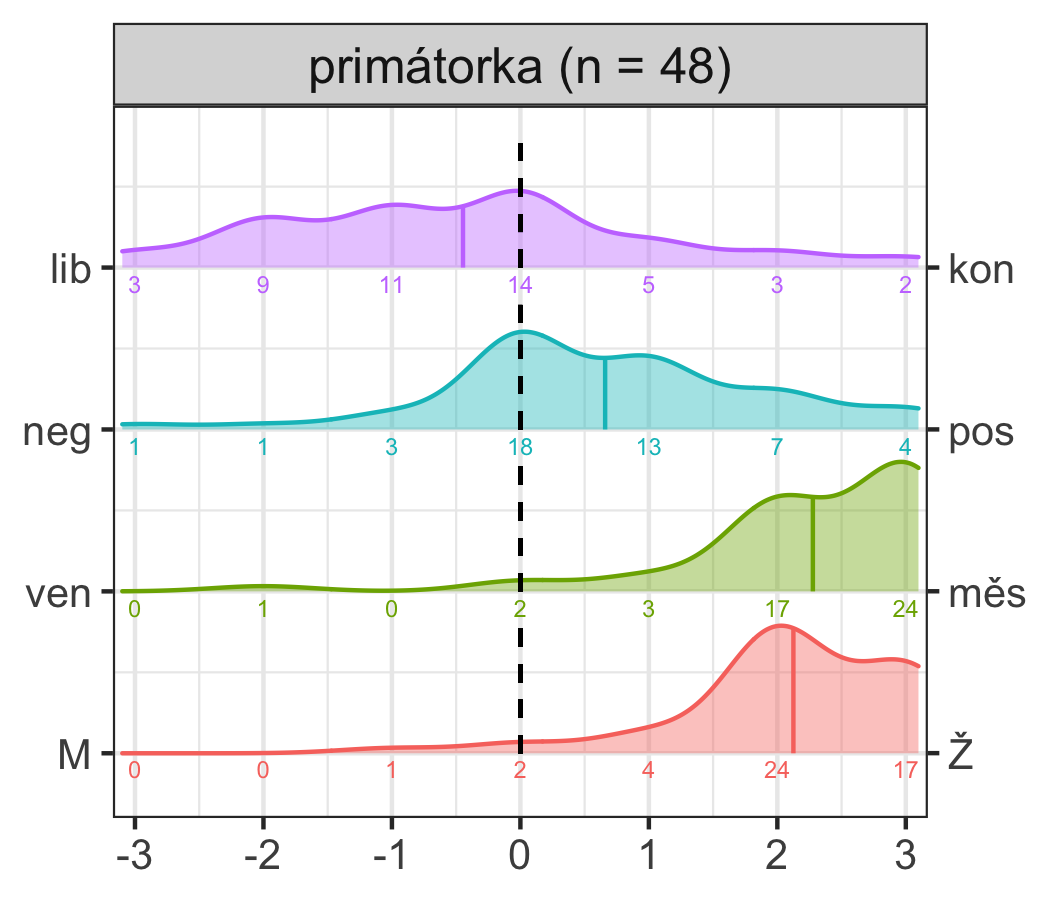 primátorka (n = 48)
lib kon
3 9 11 14 5 3 2
neg pos
1 1 3 18 13 7 4
ven měs
0 1 0 2 3 17 24
M Ž
0 0 1 2 4 24 17
-3 -2 -1 0 1 2 3